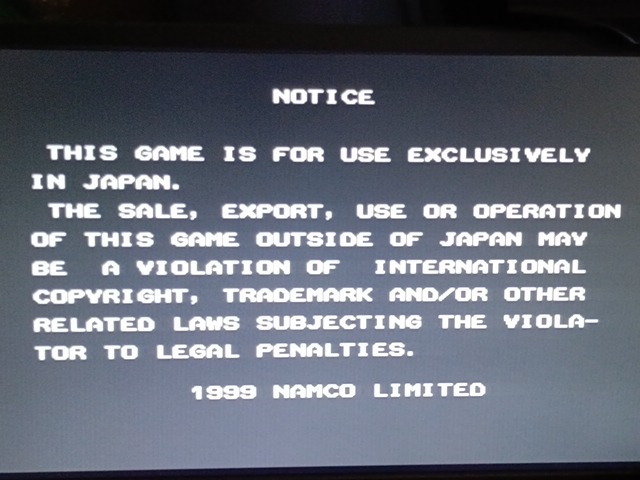 NOTICE
THIS GAME IS FOR USE EXCLUSIVELY
IN JAPAN.
THE SALE, EXPORT, USE OR OPERATION
OF THIS GAME OUTSIDE OF JAPAN MAY
BE A VIOLATION OF INTERNATIONAL
COPYRIGHT, TRADEMARK AND/OR OTHER
RELATED LAWS SUBJECTING THE VIOLA-
TOR TO LEGAL PENALTIES.
1999 NAMCO LIMITED